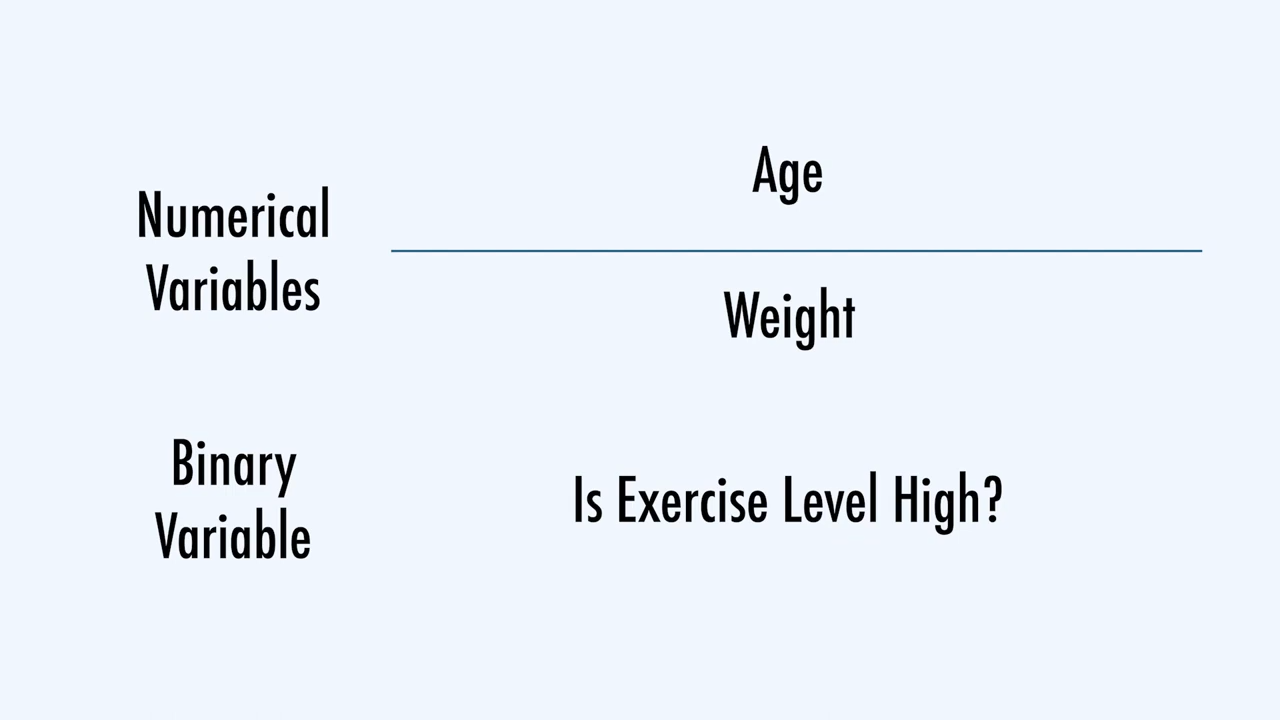 Numerical
Variables
Age
Weight
Binary
Variable
Is Exercise Level High?